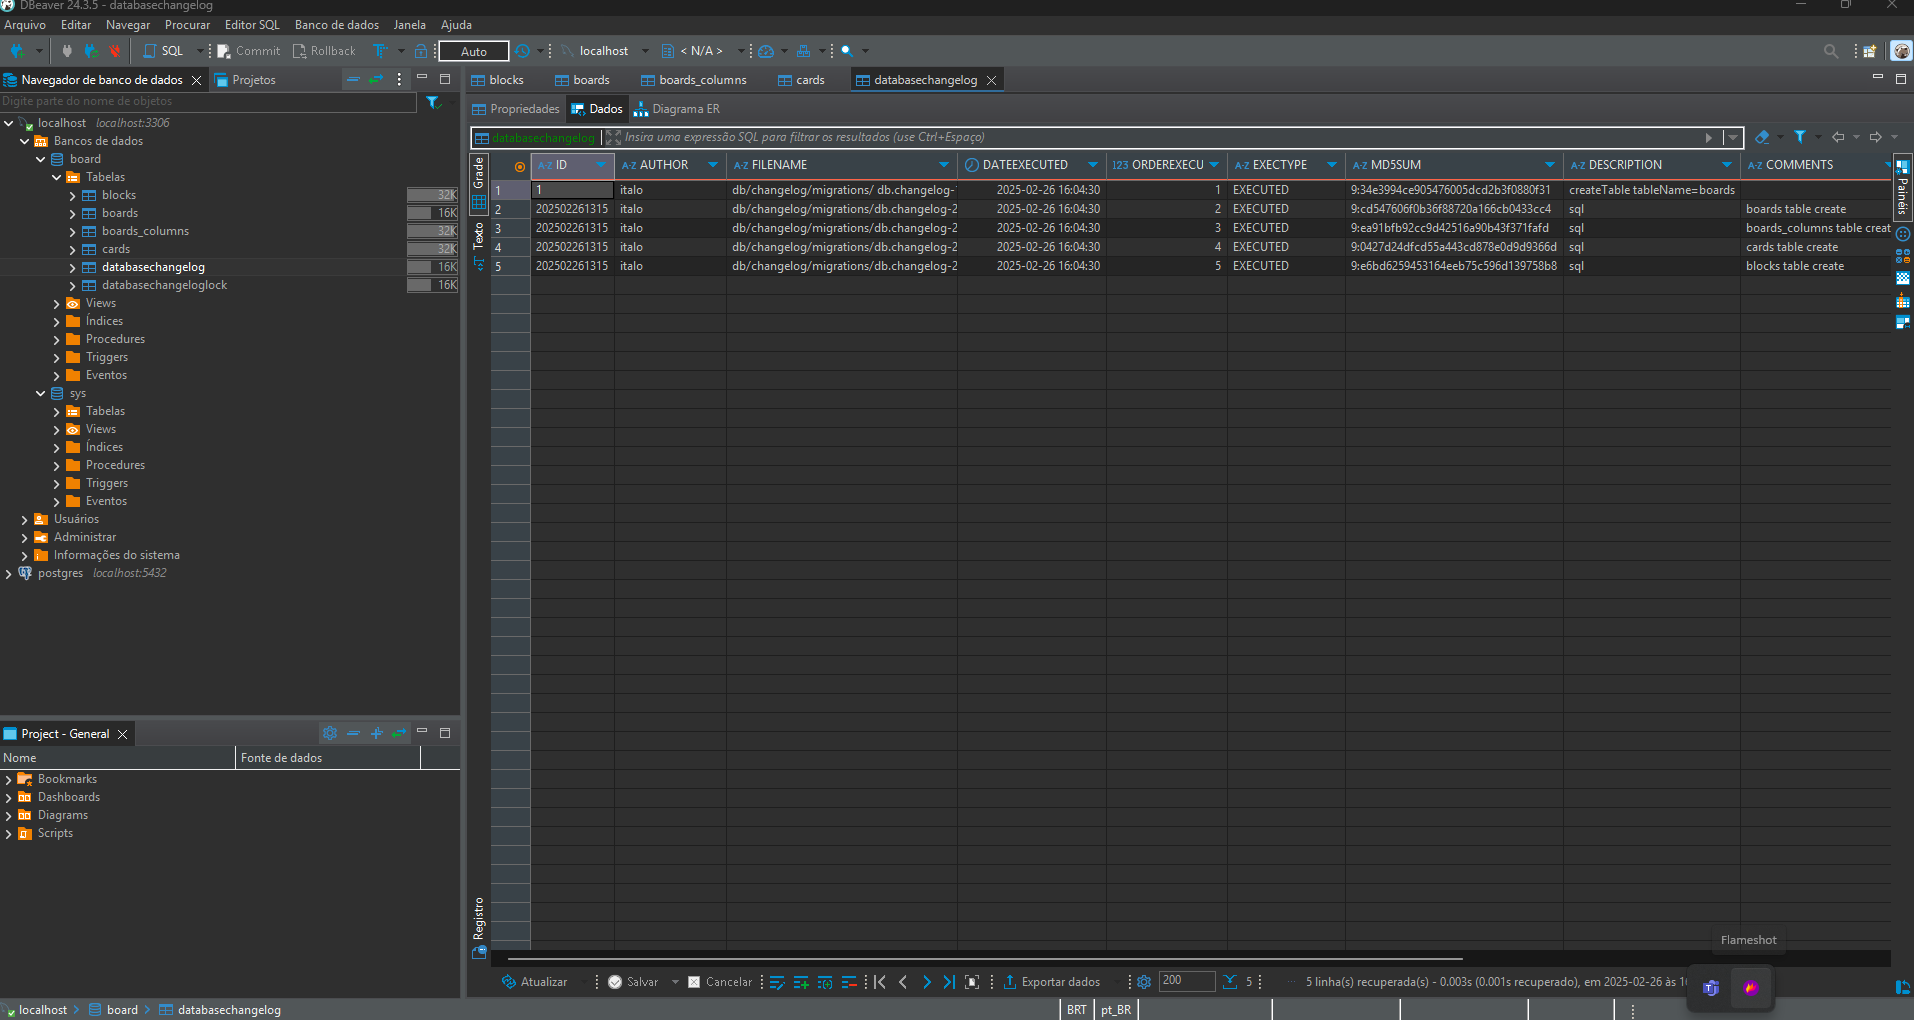 DBeaver 24.3.5 - databasechangelog
Arquivo Editar Navegar Procurar Editor SQL Banco de dados Janela Ajuda
SQL Commit Rollback Auto localhost < N/A >
Navegador de banco de dados Projetos
blocks boards boards_columns cards databasechangelog
Digite parte do nome de objetos
Propriedades Dados Diagrama ER
databasechangelog Insira uma expressão SQL para filtrar os resultados (use Ctrl+Espaço)
localhost localhost:3306
Bancos de dados
board
Tabelas
blocks 32K
boards 16K
boards_columns 32K
cards 32K
databasechangelog 16K
databasechangeloglock 16K
Views
Índices
Procedures
Triggers
Eventos
sys
Tabelas
Views
Índices
Procedures
Triggers
Eventos
Usuários
Administrar
Informações do sistema
postgres localhost:5432
Grade
Texto
Registro
Painéis
A-Z ID A-Z AUTHOR A-Z FILENAME DATEEXECUTED 123 ORDEREXECU A-Z EXECTYPE A-Z MD5SUM A-Z DESCRIPTION A-Z COMMENTS
1 1 italo db/changelog/migrations/ db.changelog- 2025-02-26 16:04:30 1 EXECUTED 9:34e3994ce905476005dcd2b3f0880f31 createTable tableName=boards
2 202502261315 italo db/changelog/migrations/db.changelog-2 2025-02-26 16:04:30 2 EXECUTED 9:cd547606f0b36f88720a166cb0433cc4 sql boards table create
3 202502261315 italo db/changelog/migrations/db.changelog-2 2025-02-26 16:04:30 3 EXECUTED 9:ea91bfb92cc9d42516a90b43f371fafd sql boards_columns table creat
4 202502261315 italo db/changelog/migrations/db.changelog-2 2025-02-26 16:04:30 4 EXECUTED 9:0427d24dfcd55a443cd878e0d9d9366d sql cards table create
5 202502261315 italo db/changelog/migrations/db.changelog-2 2025-02-26 16:04:30 5 EXECUTED 9:e6bd6259453164eeb75c596d139758b8 sql blocks table create
Project - General
Nome Fonte de dados
Bookmarks
Dashboards
Diagrams
Scripts
Flameshot
Atualizar Salvar Cancelar Exportar dados 200 5 5 linha(s) recuperada(s) - 0.003s (0.001s recuperado), em 2025-02-26 às
localhost board databasechangelog
BRT pt_BR